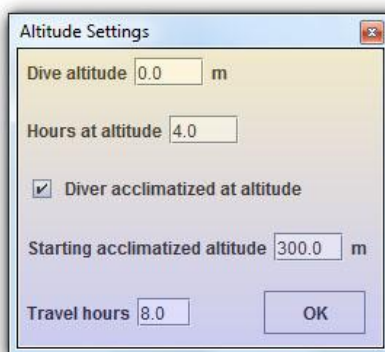 Altitude Settings
Dive altitude 0.0 m
Hours at altitude 4.0
Diver acclimatized at altitude
Starting acclimatized altitude 300.0 m
Travel hours 8.0 OK